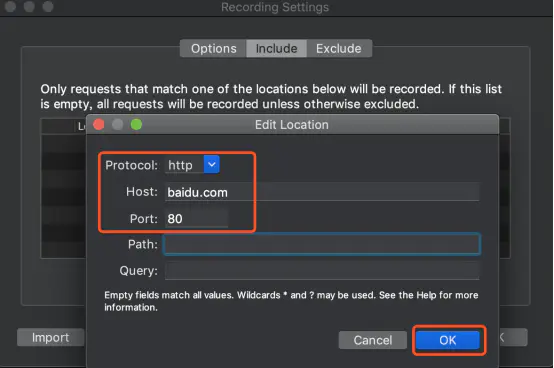 Recording Settings
Options Include Exclude
Only requests that match one of the locations below will be recorded. If this list
is empty, all requests will be recorded unless otherwise excluded.
Edit Location
Protocol: http
Host: baidu.com
Port: 80
Path:
Query:
Empty fields match all values. Wildcards * and ? may be used. See the Help for more
information.
Import
Cancel OK